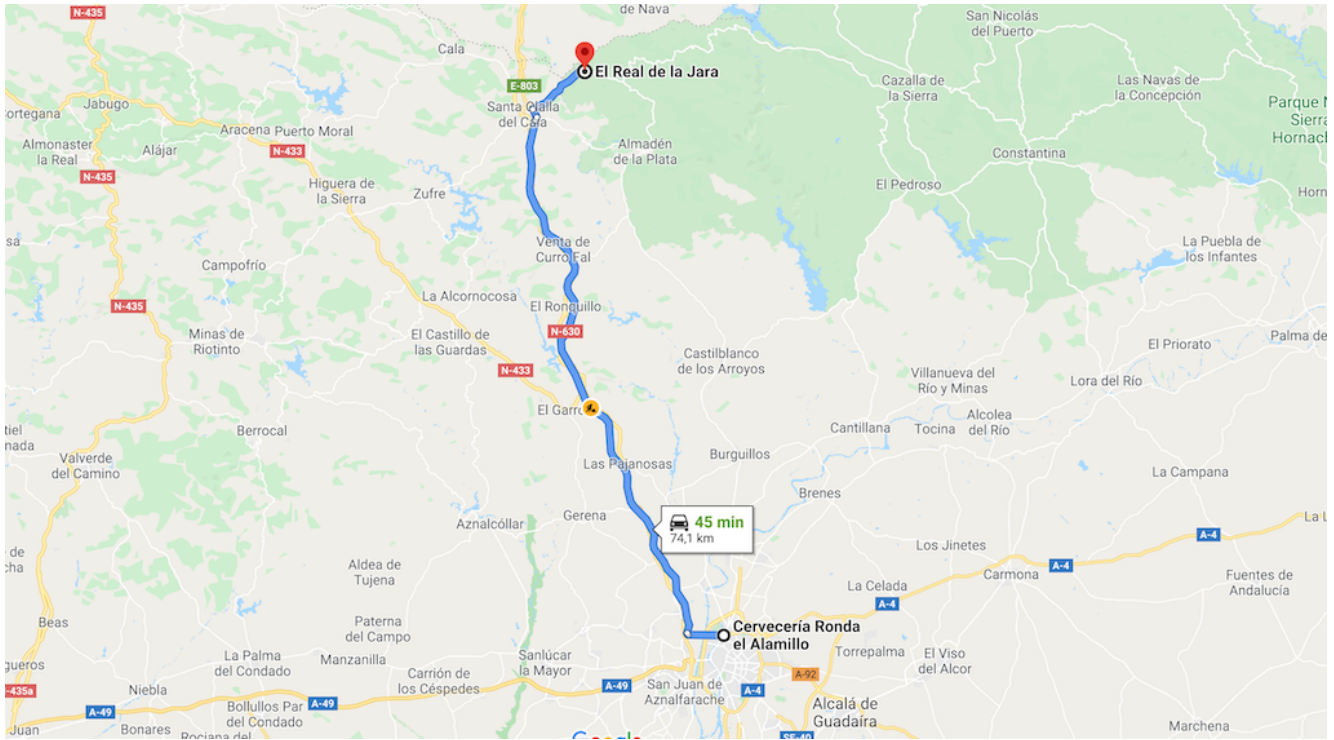 N-435
de Nava
San Nicolás
del Puerto
Cala
El Real de la Jara
E-803
Cazalla de
la Sierra
Las Navas de
la Concepción
Jabugo
Santa Olalla
del Cala
Parque N
Sierra
Hornach
ortegana
Aracena
Puerto Moral
Almonaster
la Real
Alájar
N-433
Almadén
de la Plata
Constantina
N-435
Higuera de
la Sierra
Zufre
El Pedroso
Horn
sa
Venta de
Curro Fal
La Puebla de
los Infantes
Campofrío
La Alcornocosa
N-435
El Ronquillo
Minas de
Riotinto
El Castillo de
las Guardas
N-630
Palma de
El Priorato
Castilblanco
de los Arroyos
N-433
Villanueva del
Río y Minas
Lora del Río
El Garro
Alcolea
del Río
tiel
nada
Berrocal
Cantillana
Tocina
Valverde
del Camino
Las Pajanosas
Burguillos
La Campana
Brenes
Aznalcóllar
Gerena
45 min
74,1 km
La L
A-4
de
cha
Los Jinetes
Aldea de
Tujena
A-4
Carmona
Fuentes de
Andalucía
La Celada
A-4
Beas
Paterna
del Campo
Cervecería Ronda
el Alamillo
Torrepalma
El Viso
del Alcor
gueros
La Palma
del Condado
Manzanilla
Sanlúcar
la Mayor
Carrión de
los Céspedes
A-92
-435a
Niebla
A-49
San Juan de
Aznalfarache
A-4
A-49
A-49
Bollullos Par
del Condado
Alcalá de
Guadaíra
Juan
Bonares
Rociana del
Marchena
Google
SE-40